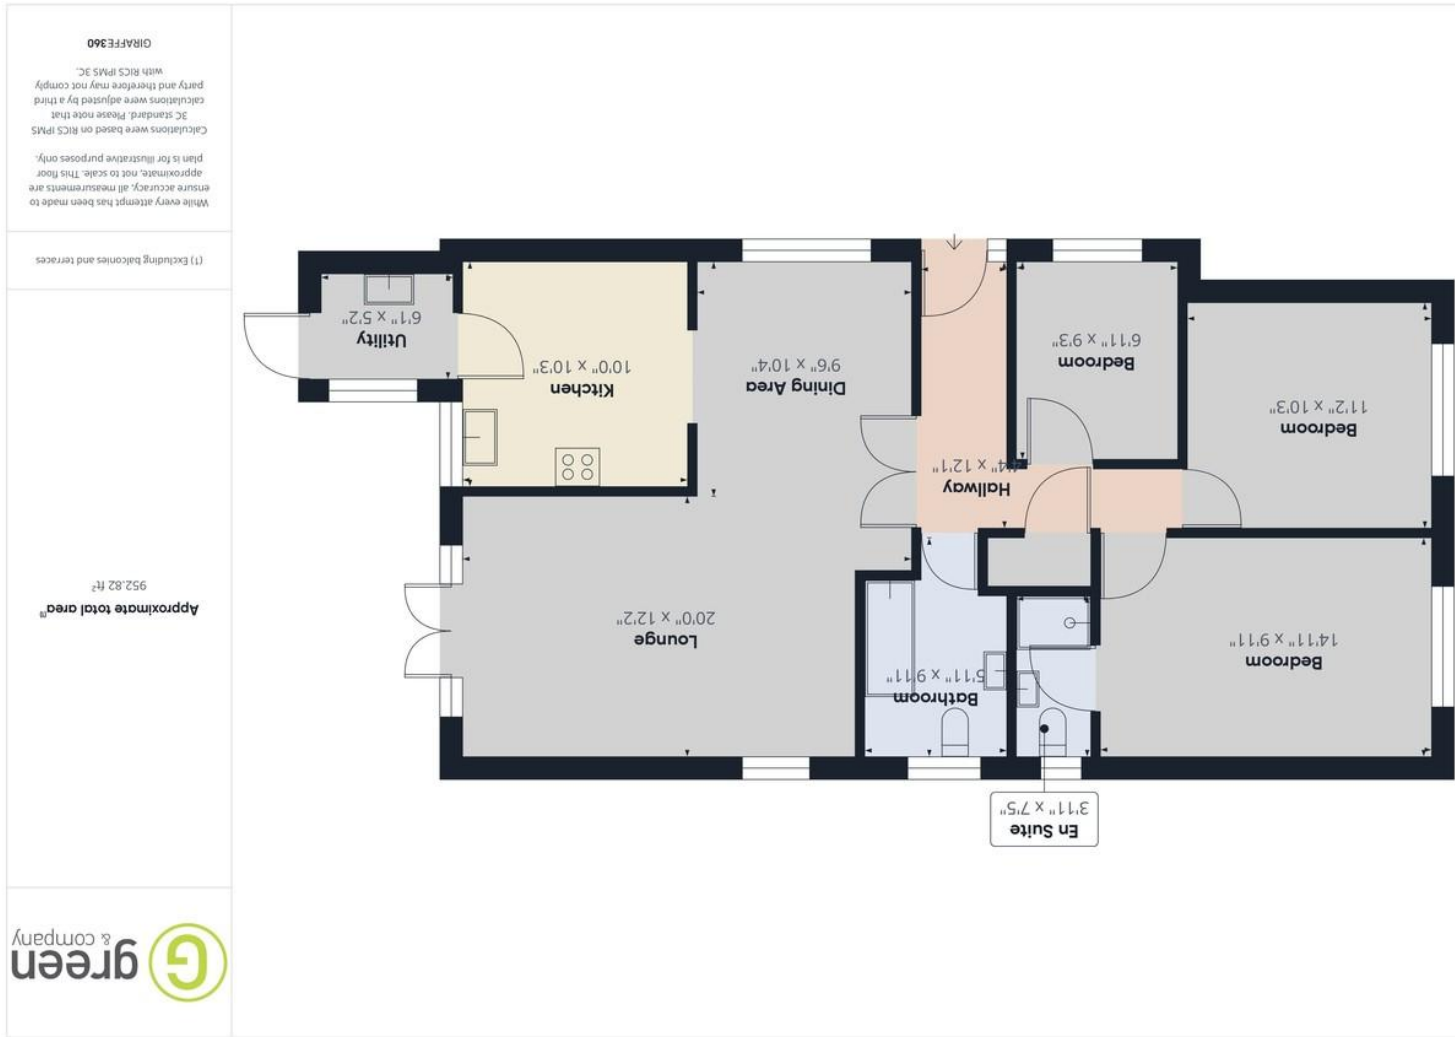 green
& company
Approximate total area⁽¹⁾
952.82 ft²
(1) Excluding balconies and terraces
While every attempt has been made to
ensure accuracy, all measurements are
approximate, not to scale. This floor
plan is for illustrative purposes only.
Calculations were based on RICS IPMS
3C standard. Please note that
calculations were adjusted by a third
party and therefore may not comply
with RICS IPMS 3C.
GIRAFFE360
En Suite
3'11" x 7'5"
Bedroom
14'11" x 9'11"
Bathroom
5'11" x 9'11"
Lounge
20'0" x 12'2"
Hallway
4'4" x 12'1"
Bedroom
11'2" x 10'3"
Bedroom
6'11" x 9'3"
Dining Area
9'6" x 10'4"
Kitchen
10'0" x 10'3"
Utility
6'1" x 5'2"